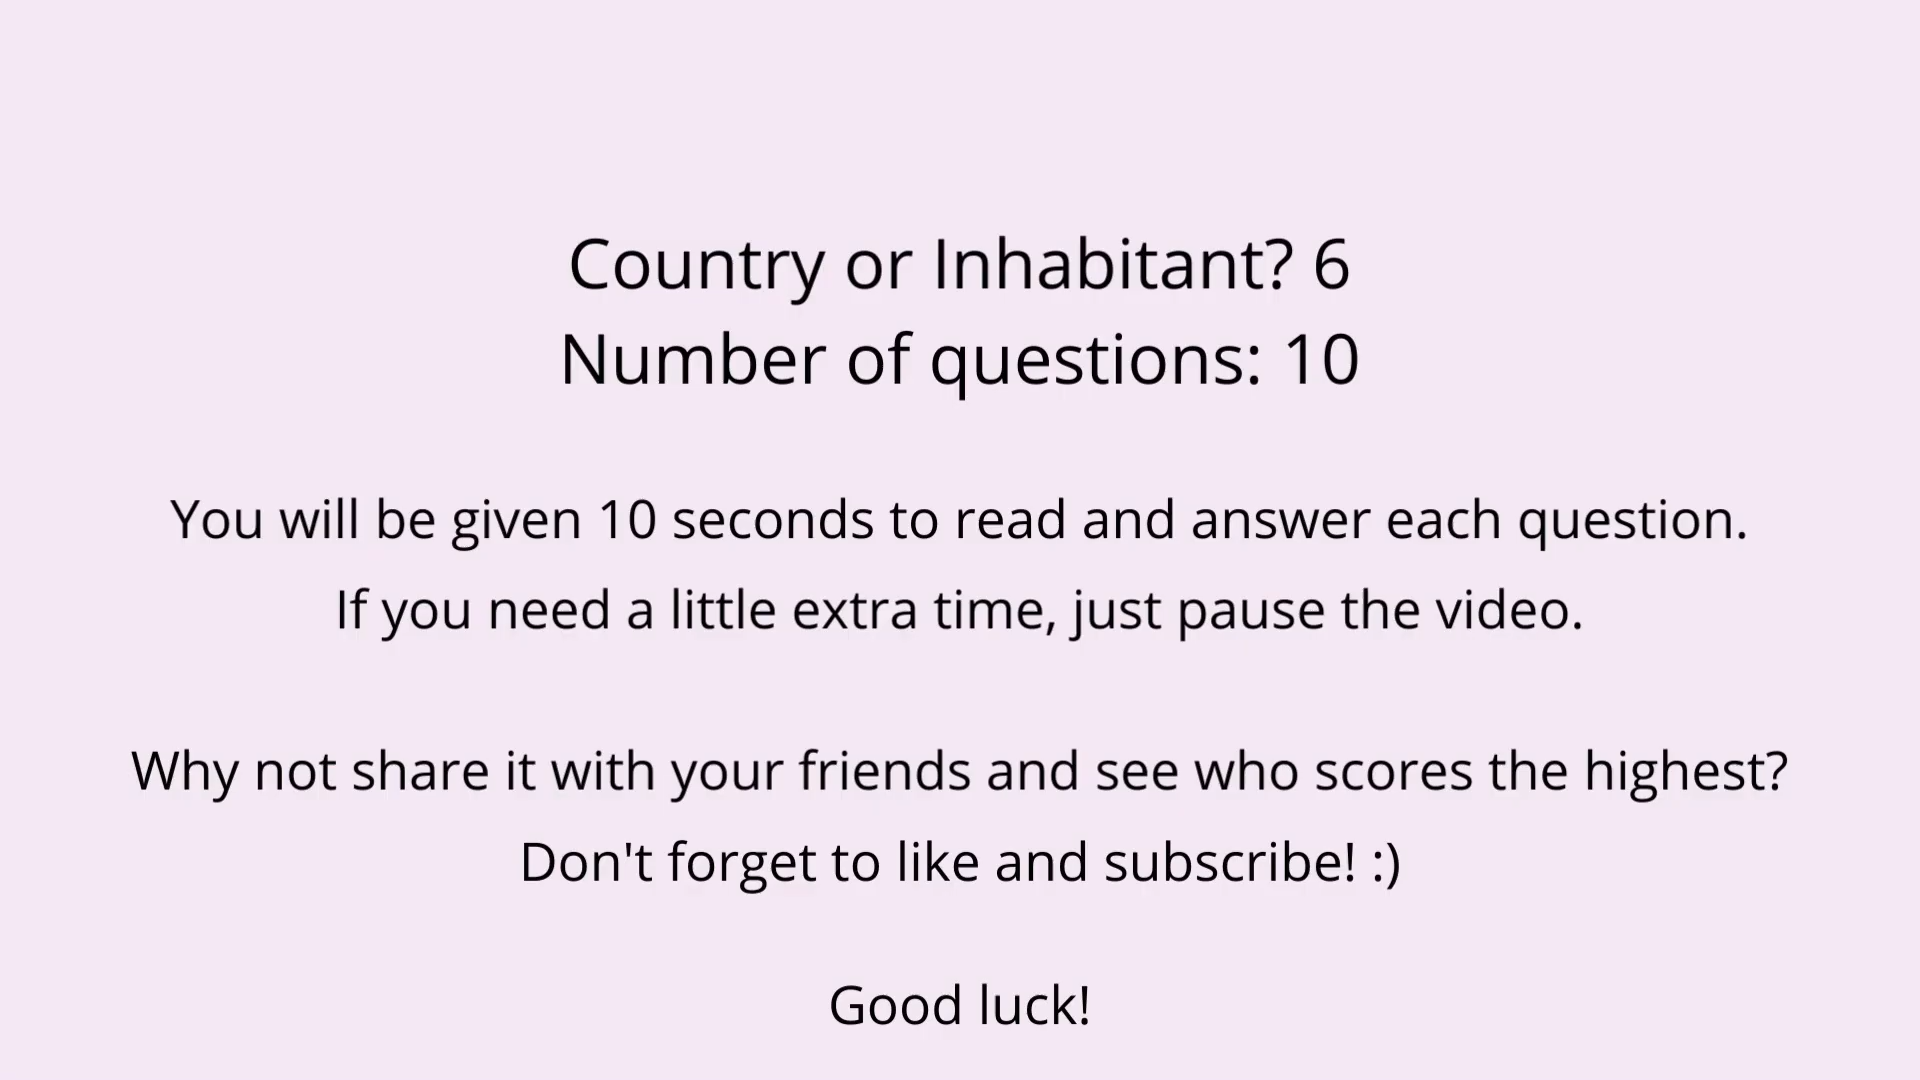 Country or Inhabitant? 6
Number of questions: 10
You will be given 10 seconds to read and answer each question.
If you need a little extra time, just pause the video.
Why not share it with your friends and see who scores the highest?
Don't forget to like and subscribe! :)
Good luck!